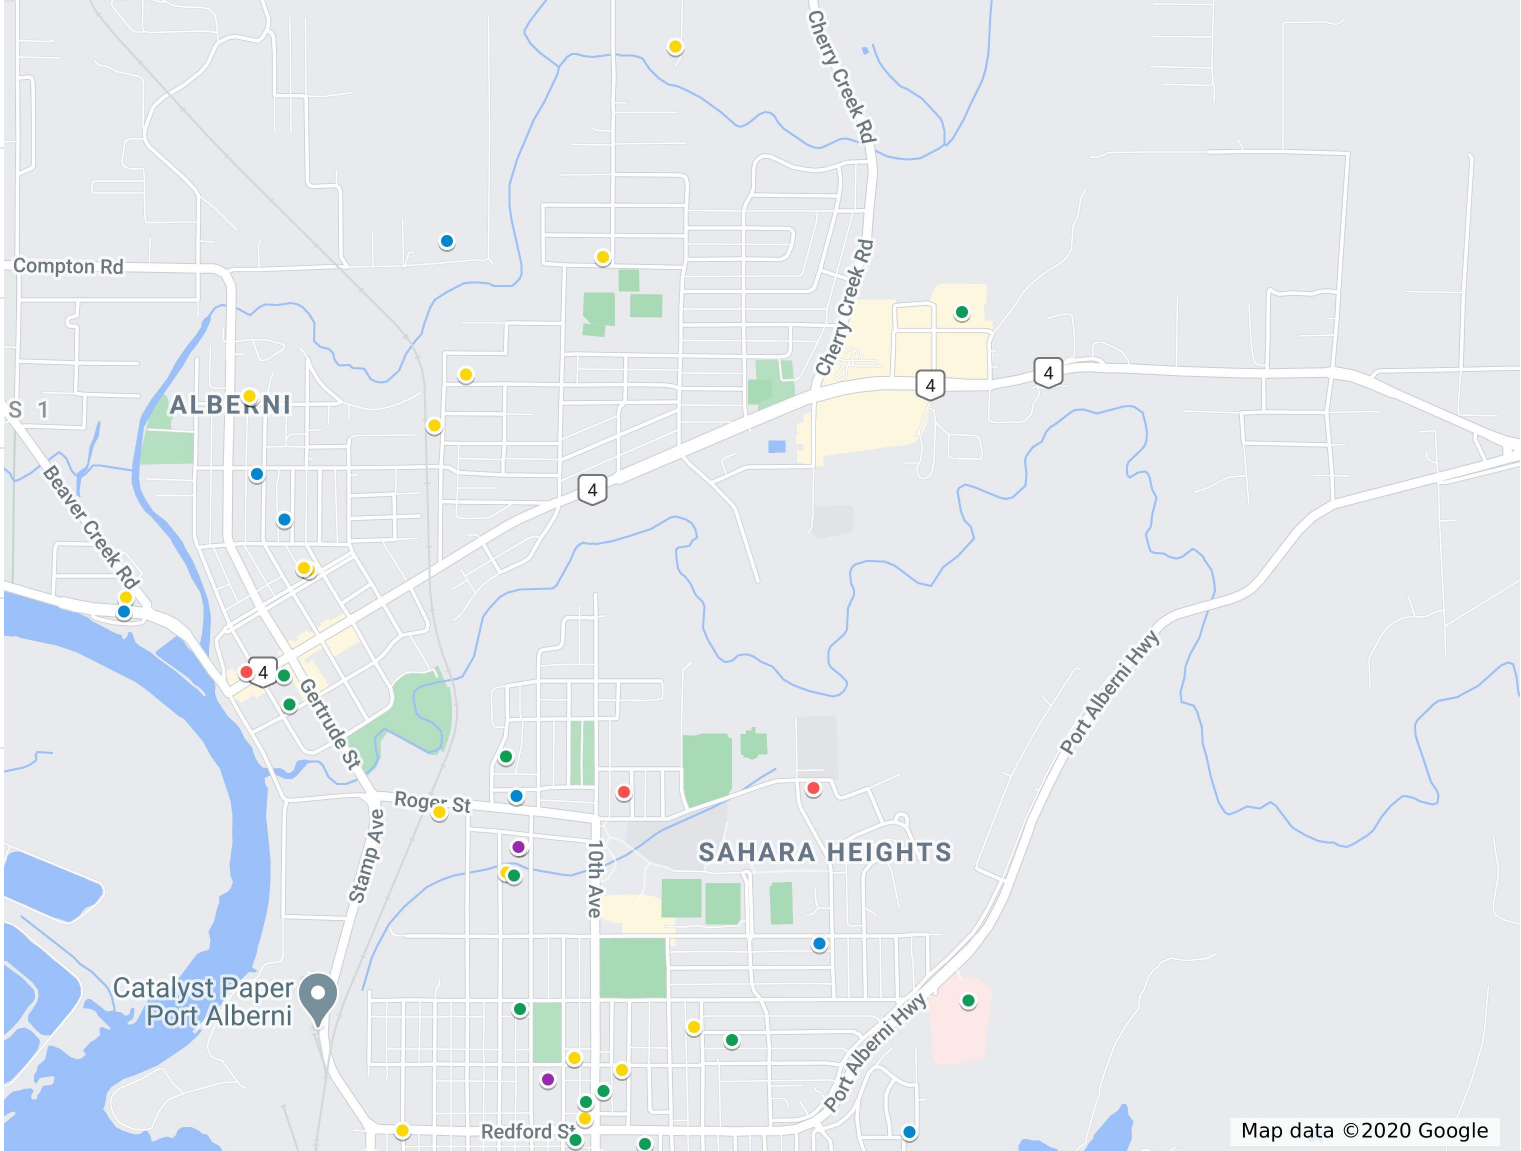 Cherry Creek Rd
Compton Rd
Cherry Creek Rd
4
4
S 1
ALBERNI
Beaver Creek Rd
4
4
Gertrude St
Port Alberni Hwy
Roger St
Stamp Ave
10th Ave
SAHARA HEIGHTS
Catalyst Paper
Port Alberni
Port Alberni Hwy
Redford St
Map data ©2020 Google